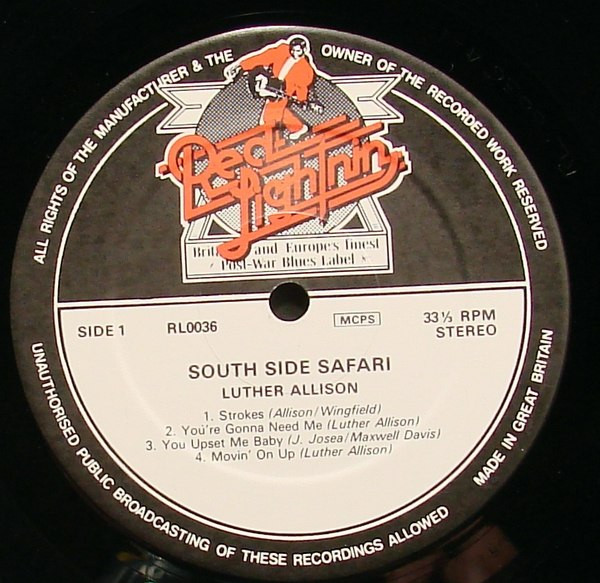 ALL RIGHTS OF THE MANUFACTURER & THE OWNER OF THE RECORDED WORK RESERVED
Red Lightnin
and Europes finest
Post-War Blues Label
SIDE 1 RL0036 MCPS 33⅓ RPM
STEREO
SOUTH SIDE SAFARI
LUTHER ALLISON
1. Strokes (Allison/Wingfield)
2. You're Gonna Need Me (Luther Allison)
3. You Upset Me Baby (J. Josea/Maxwell Davis)
4. Movin' On Up (Luther Allison)
UNAUTHORISED PUBLIC BROADCASTING OF THESE RECORDINGS ALLOWED
MADE IN GREAT BRITAIN